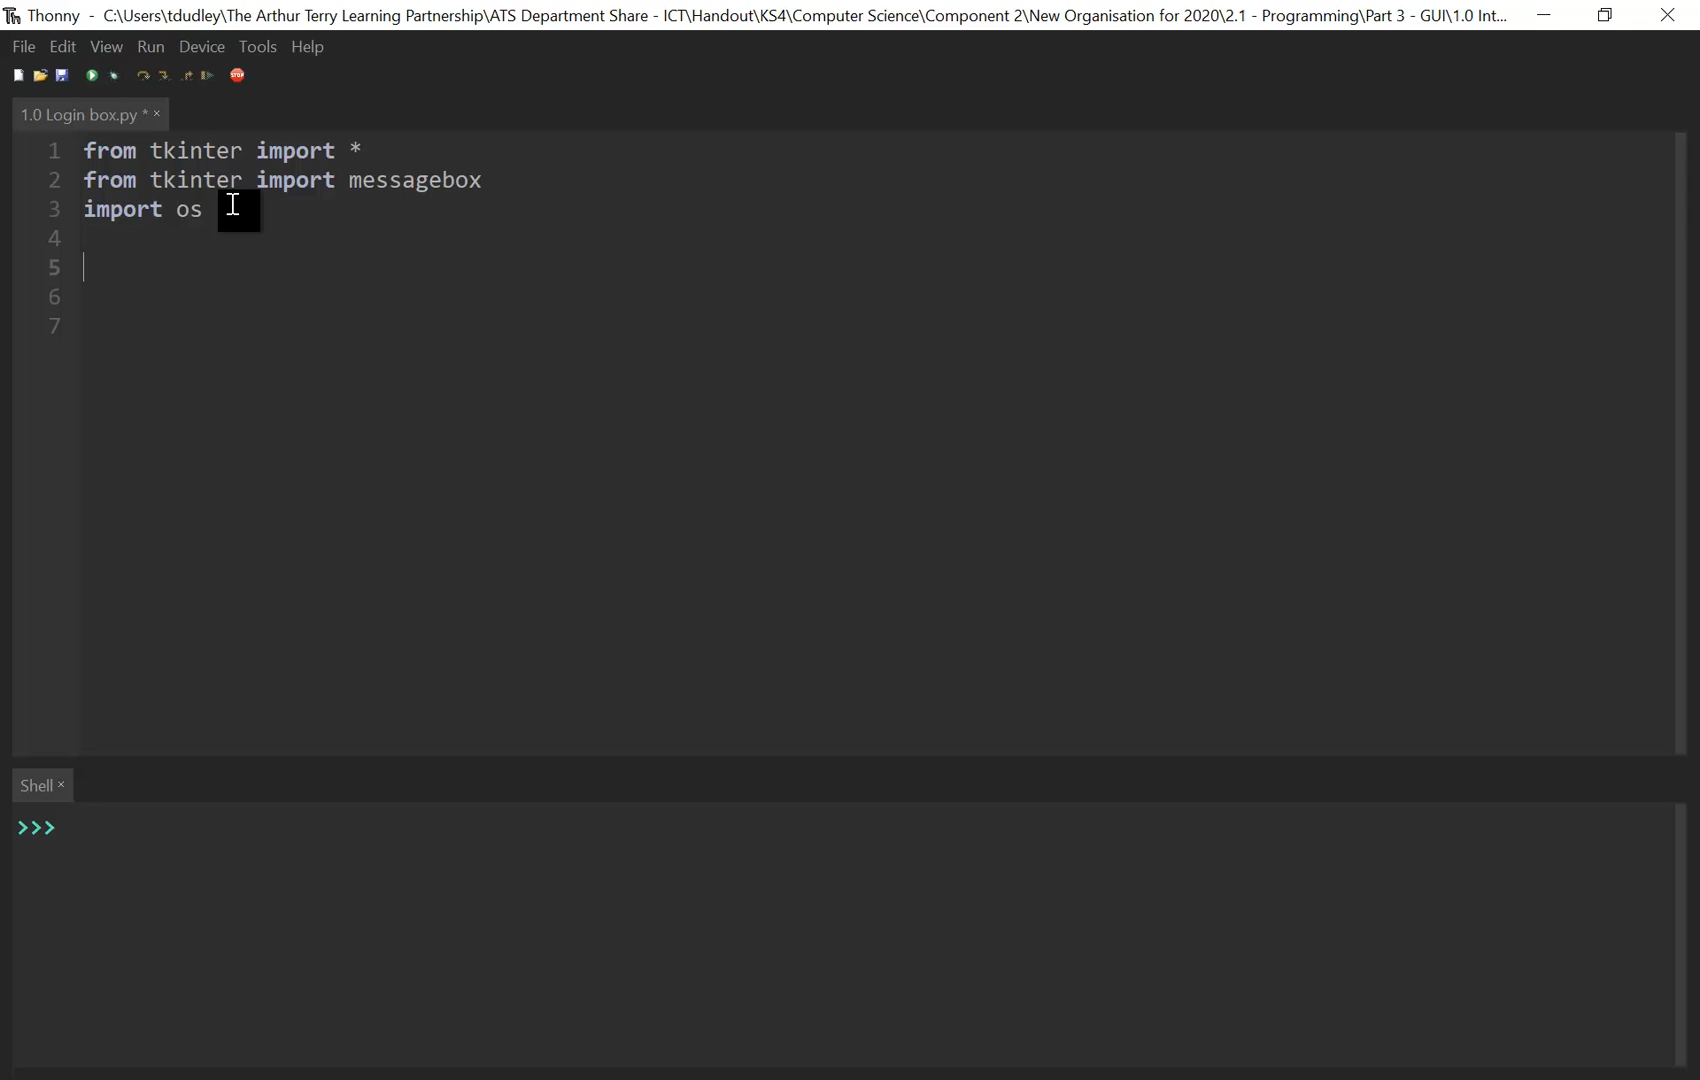 Thonny - C:\Users\tdudley\The Arthur Terry Learning Partnership\ATS Department Share - ICT\Handout\KS4\Computer Science\Component 2\New Organisation for 2020\2.1 - Programming\Part 3 - GUI\1.0 Int...
File Edit View Run Device Tools Help
STOP
1.0 Login box.py * ×
1 from tkinter import *
2 from tkinter import messagebox
3 import os
4
5
6
7
Shell ×
>>>